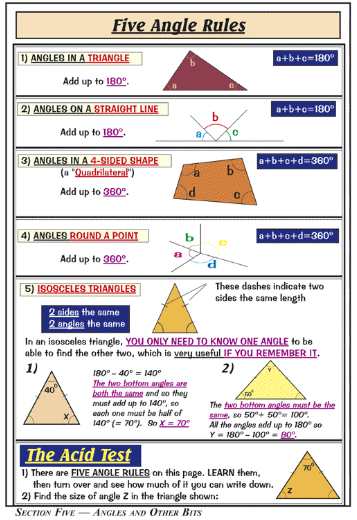 Five Angle Rules
1) ANGLES IN A TRIANGLE
Add up to 180°.
a
b
c
a+b+c=180°
2) ANGLES ON A STRAIGHT LINE
Add up to 180°.
a
b
c
a+b+c=180°
3) ANGLES IN A 4-SIDED SHAPE
(a "Quadrilateral")
Add up to 360°.
a
b
d
c
a+b+c+d=360°
4) ANGLES ROUND A POINT
Add up to 360°.
b
c
a
d
a+b+c+d=360°
5) ISOSCELES TRIANGLES
2 sides the same
2 angles the same
These dashes indicate two
sides the same length
In an isosceles triangle, YOU ONLY NEED TO KNOW ONE ANGLE to be
able to find the other two, which is very useful IF YOU REMEMBER IT.
1)
40°
X
180° – 40° = 140°
The two bottom angles are
both the same and so they
must add up to 140°, so
each one must be half of
140° (= 70°). So X = 70°
2)
Y
50°
The two bottom angles must be the
same, so 50°+ 50°= 100°.
All the angles add up to 180° so
Y = 180° – 100° = 80°.
The Acid Test
1) There are FIVE ANGLE RULES on this page. LEARN them,
then turn over and see how much of it you can write down.
2) Find the size of angle Z in the triangle shown:
70°
Z
SECTION FIVE — ANGLES AND OTHER BITS